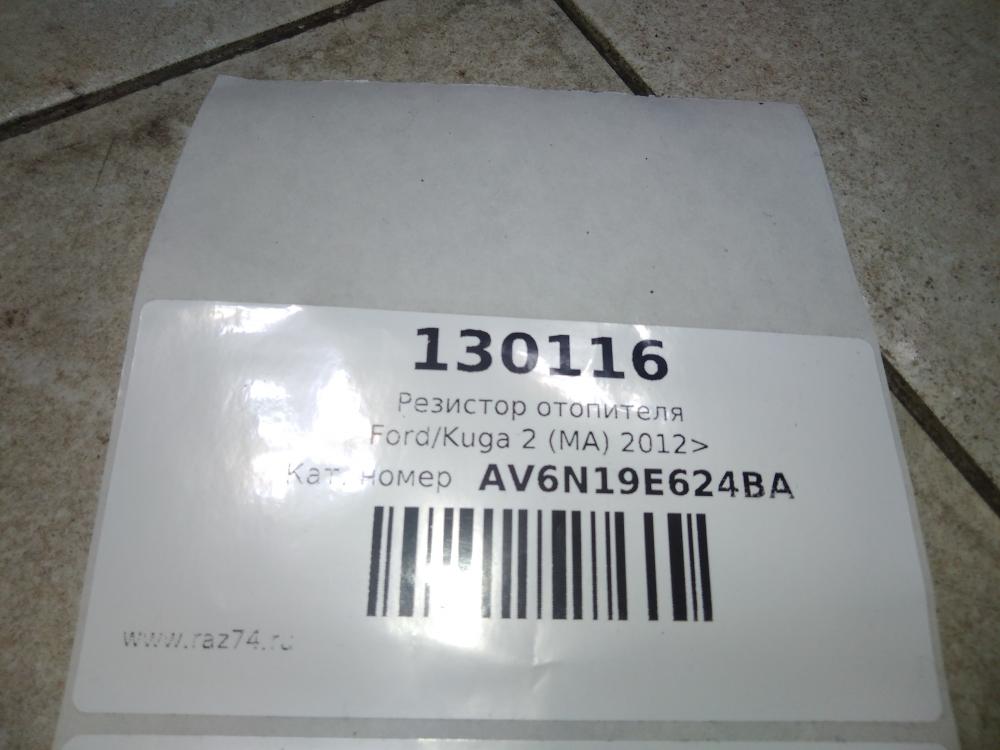 130116
Резистор отопителя
Ford/Kuga 2 (MA) 2012>
Кат. номер AV6N19E624BA
www.raz74.ru